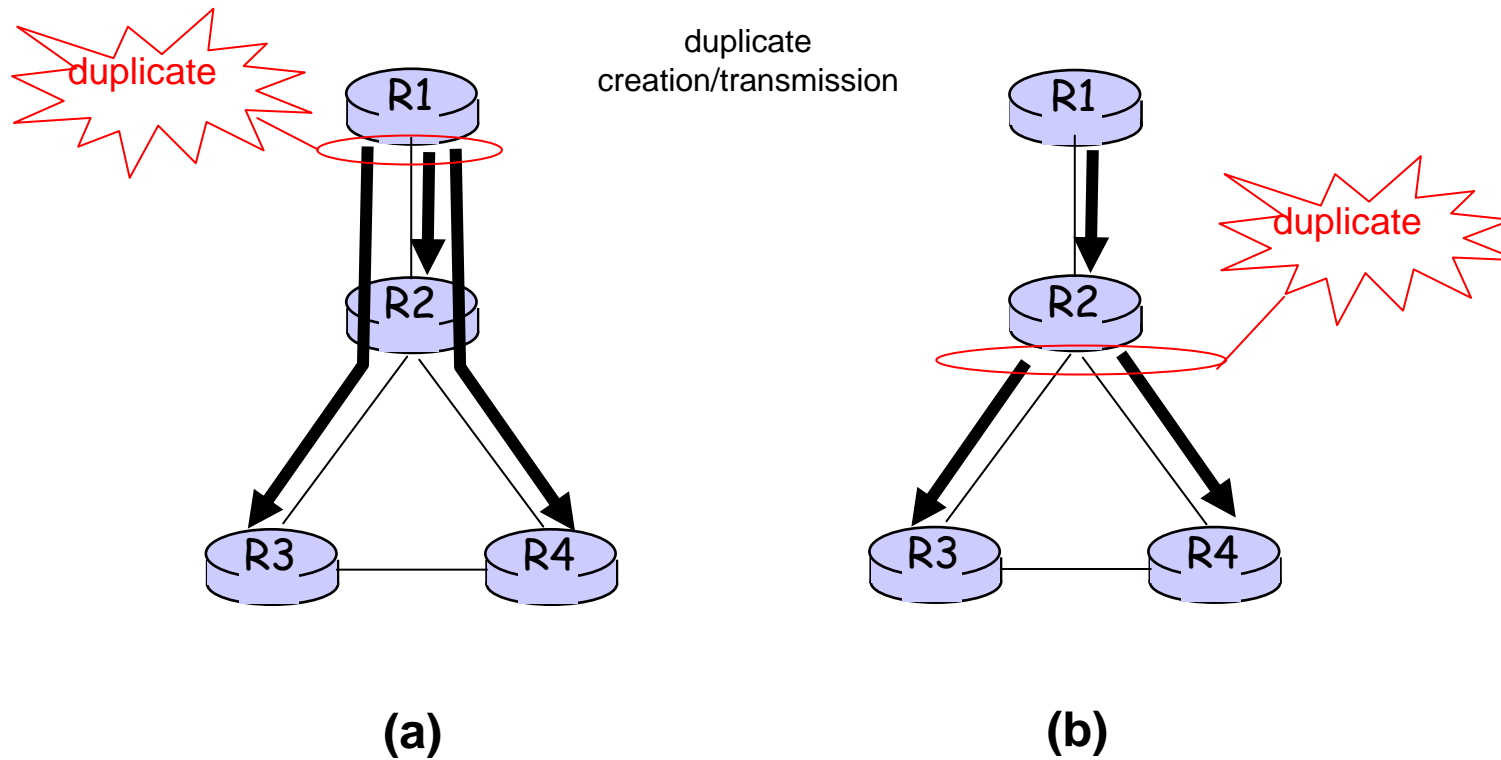 duplicate
creation/transmission
duplicate
R1
R2
R3
R4
(a)
R1
duplicate
R2
R3
R4
(b)